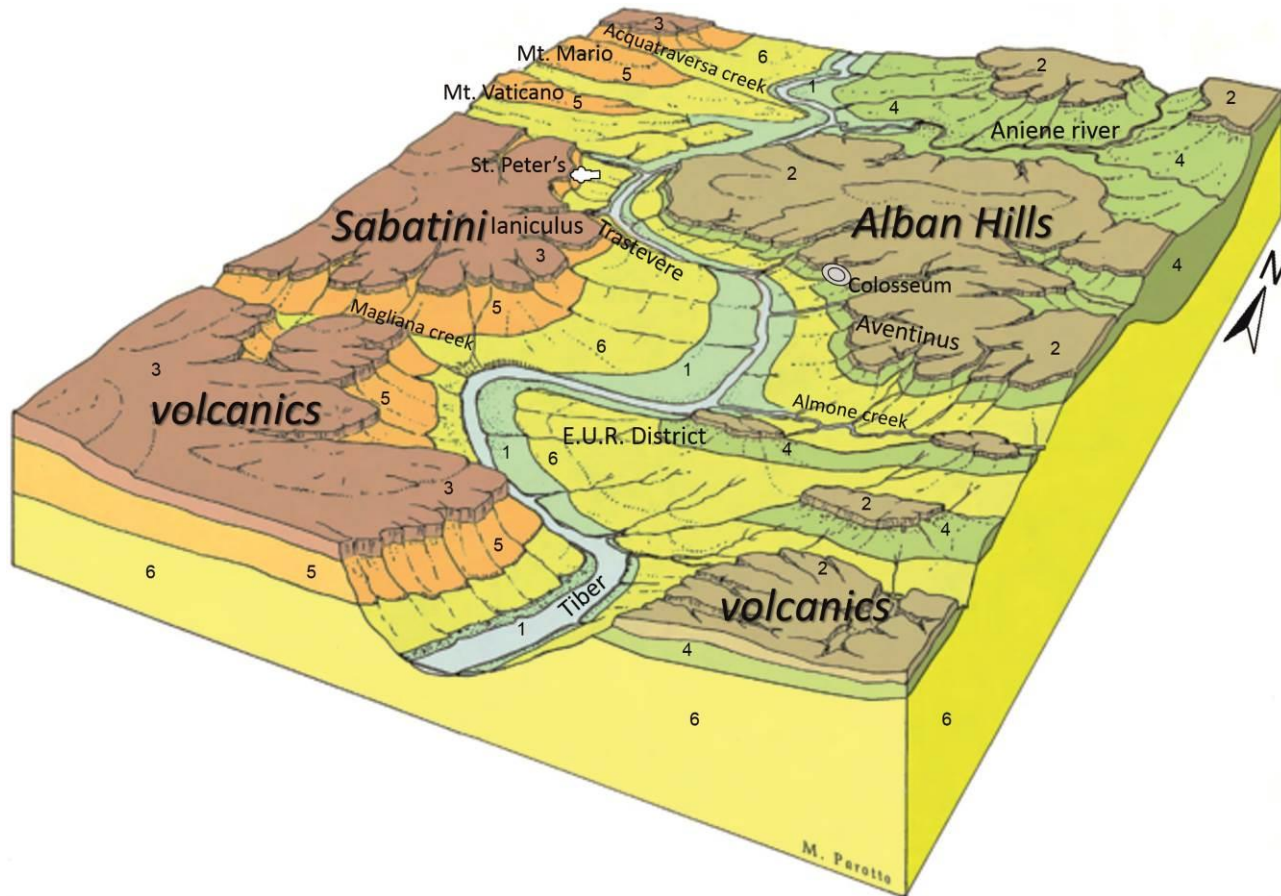 3
Acquatraversa creek
6
Mt. Mario
5
2
1
2
Mt. Vaticano
5
4
Aniene river
4
St. Peter's
2
Sabatini
Ianiculus
Alban Hills
3
Trastevere
4
N
Colosseum
5
Magliana creek
Aventinus
6
2
3
1
5
volcanics
Almone creek
E.U.R. District
4
1
6
3
2
4
5
2
6
5
Tiber
volcanics
1
4
6
6
M. Parotto